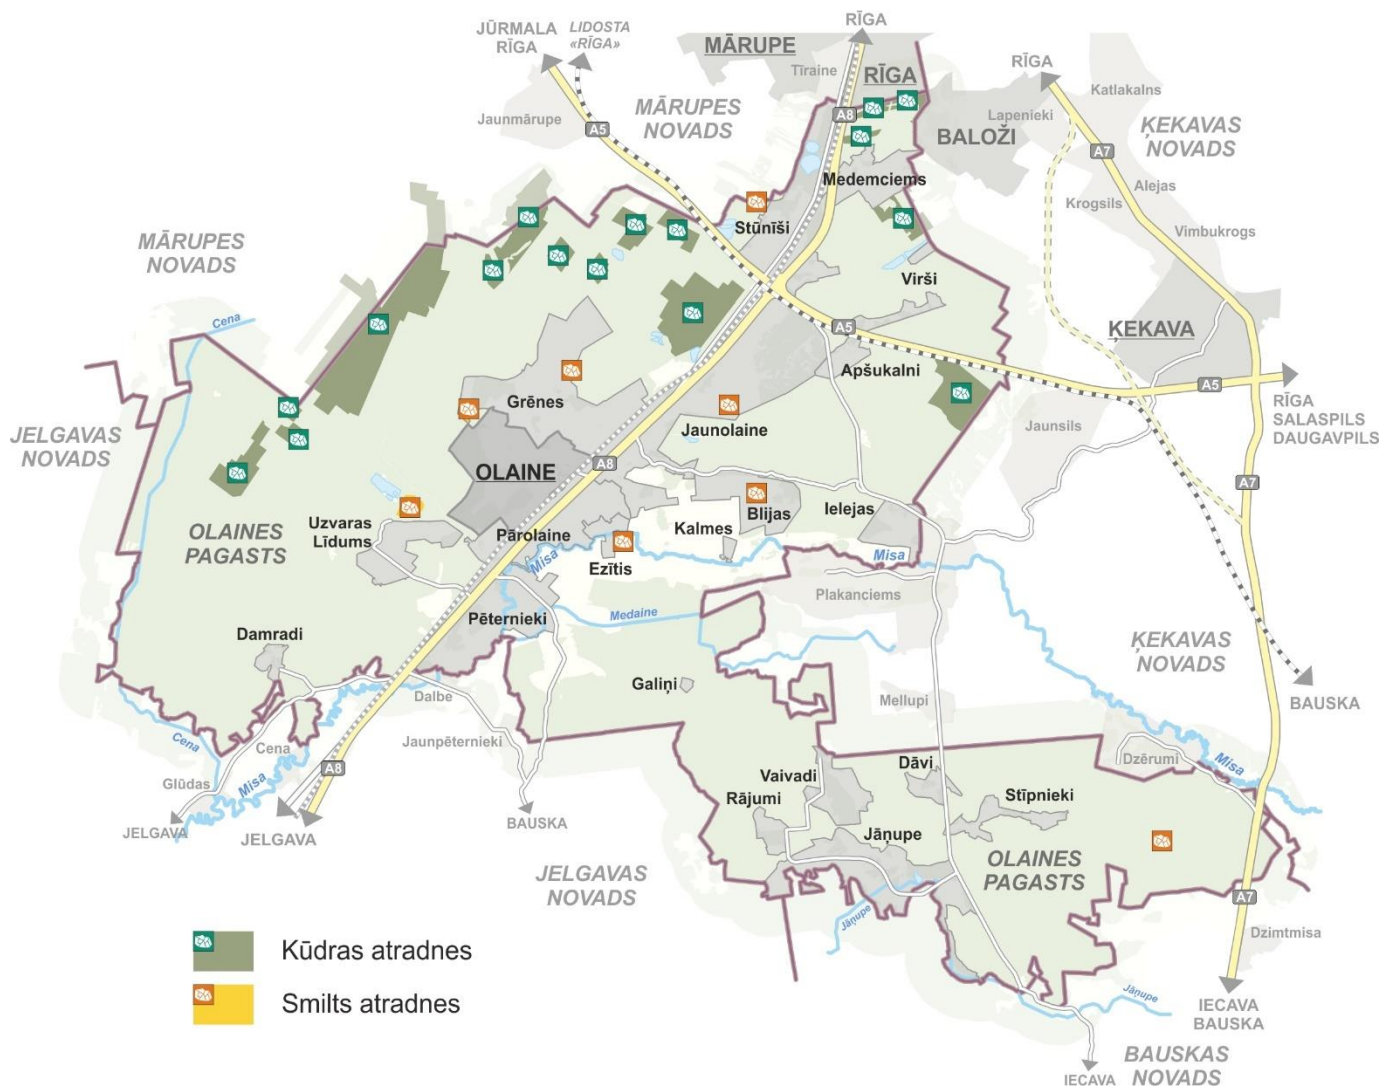 JŪRMALA
RĪGA
LIDOSTA
«RĪGA»
MĀRUPE
RĪGA
Tīraine
RĪGA
RĪGA
Katlakalns
MĀRUPES
NOVADS
Jaunmārupe
A5
A8
Lapenieki
BALOŽI
ĶEKAVAS
NOVADS
A7
Medemciems
Alejas
Krogsils
Stūnīši
Vimbukrogs
MĀRUPES
NOVADS
Virši
Cena
A5
ĶEKAVA
Apšukalni
A5
Grēnes
RĪGA
SALASPILS
DAUGAVPILS
JELGAVAS
NOVADS
Jaunolaine
Jaunsils
OLAINE
A8
A7
OLAINES
PAGASTS
Uzvaras
Līdums
Pārolaine
Kalmes
Blijas
Ielejas
Misa
Ezītis
Misa
Plakanciems
Pēternieki
Medaine
Damradi
ĶEKAVAS
NOVADS
Galiņi
Dalbe
Mellupi
BAUSKA
Cena
Cena
Jaunpēternieki
Glūdas
Misa
A8
Vaivadi
Rājumi
Dāvi
Dzērumi
Misa
Stīpnieki
JELGAVA
JELGAVA
BAUSKA
Jāņupe
OLAINES
PAGASTS
JELGAVAS
NOVADS
A7
Jāņupe
Dzimtmisa
Kūdras atradnes
Smilts atradnes
Jāņupe
IECAVA
BAUSKA
BAUSKAS
NOVADS
IECAVA